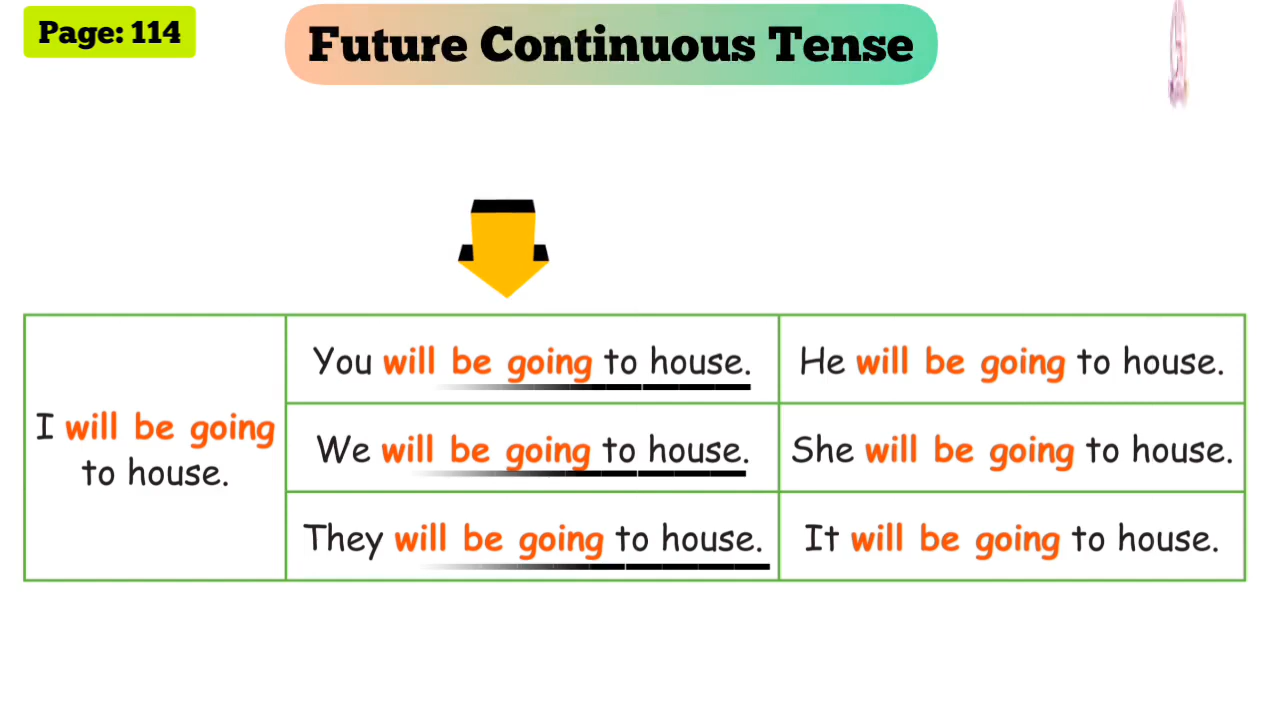 Page: 114
Future Continuous Tense
I will be going
to house.
You will be going to house.
We will be going to house.
They will be going to house.
He will be going to house.
She will be going to house.
It will be going to house.